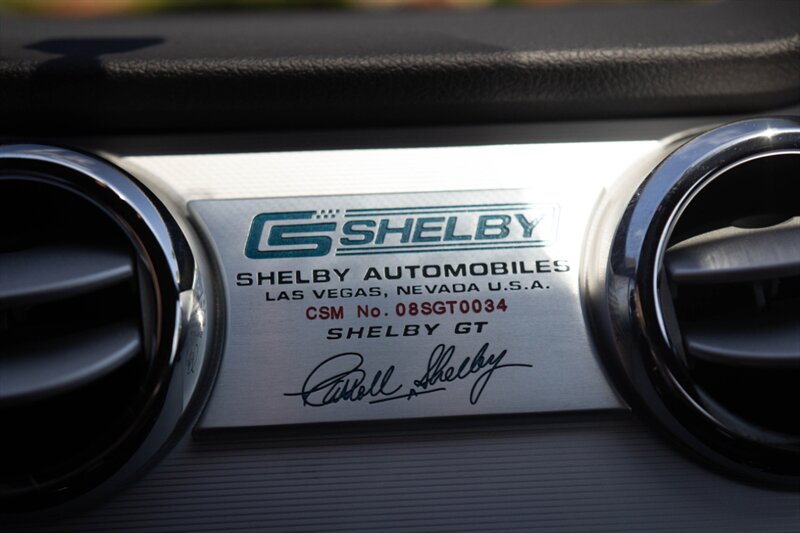 CS SHELBY
SHELBY AUTOMOBILES
LAS VEGAS, NEVADA U.S.A.
CSM No. 08SGT0034
SHELBY GT
Carroll Shelby